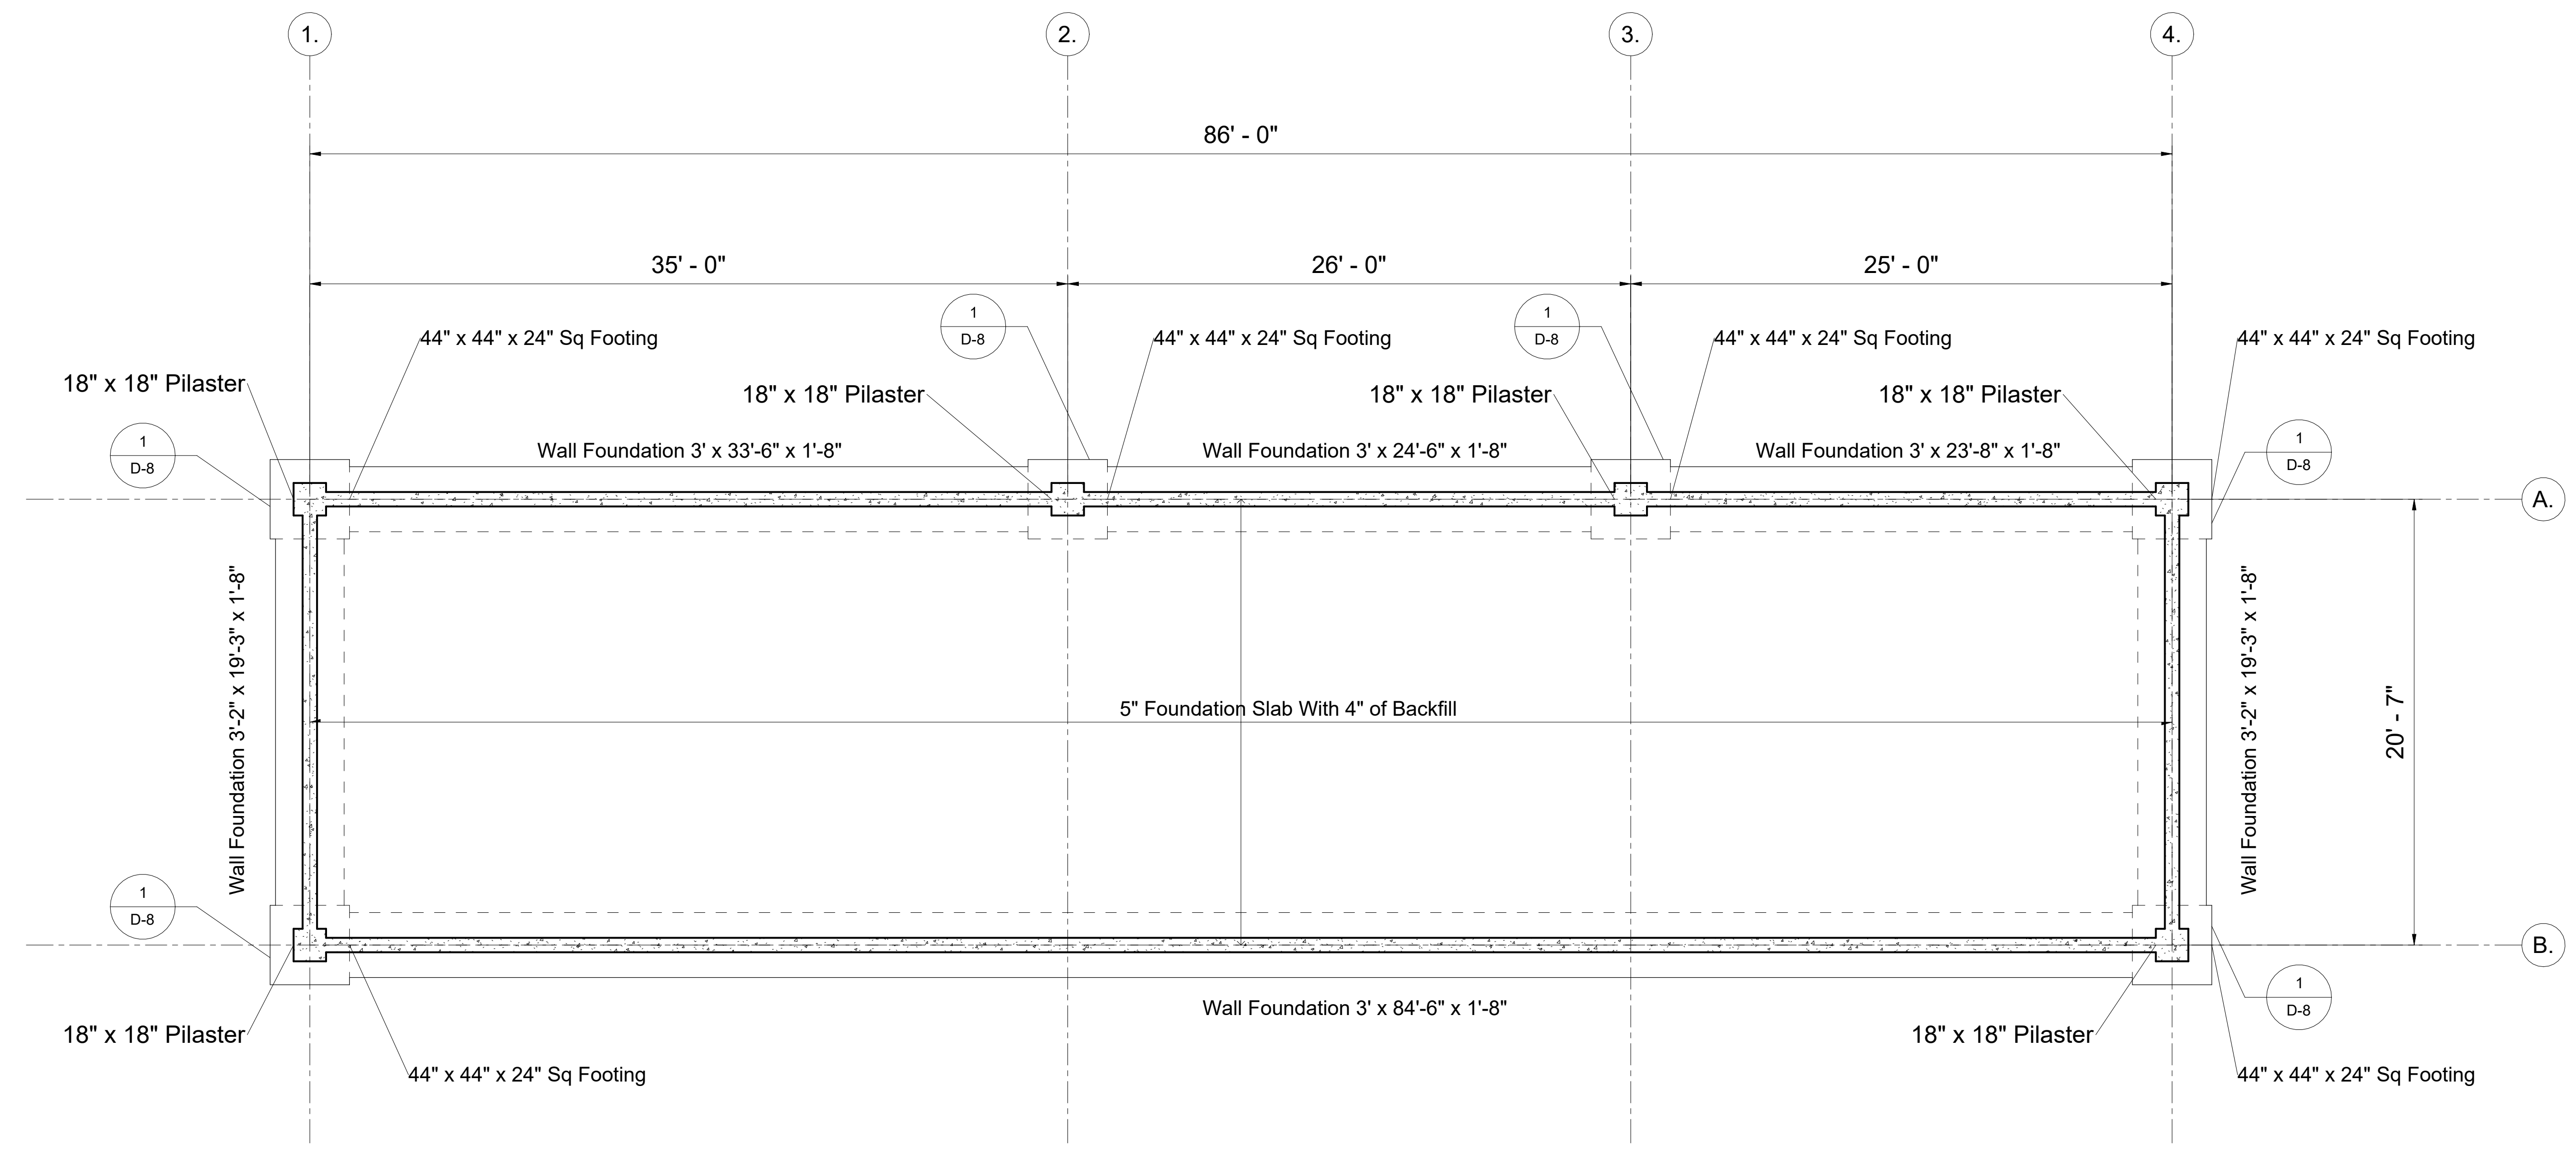 1.
2.
3.
4.
86' - 0"
35' - 0"
26' - 0"
25' - 0"
1
D-8
1
D-8
44" x 44" x 24" Sq Footing
44" x 44" x 24" Sq Footing
44" x 44" x 24" Sq Footing
44" x 44" x 24" Sq Footing
18" x 18" Pilaster
18" x 18" Pilaster
18" x 18" Pilaster
18" x 18" Pilaster
1
D-8
Wall Foundation 3' x 33'-6" x 1'-8"
Wall Foundation 3' x 24'-6" x 1'-8"
Wall Foundation 3' x 23'-8" x 1'-8"
1
D-8
A.
Wall Foundation 3'-2" x 19'-3" x 1'-8"
5" Foundation Slab With 4" of Backfill
Wall Foundation 3'-2" x 19'-3" x 1'-8"
20' - 7"
1
D-8
B.
1
D-8
Wall Foundation 3' x 84'-6" x 1'-8"
18" x 18" Pilaster
18" x 18" Pilaster
44" x 44" x 24" Sq Footing
44" x 44" x 24" Sq Footing